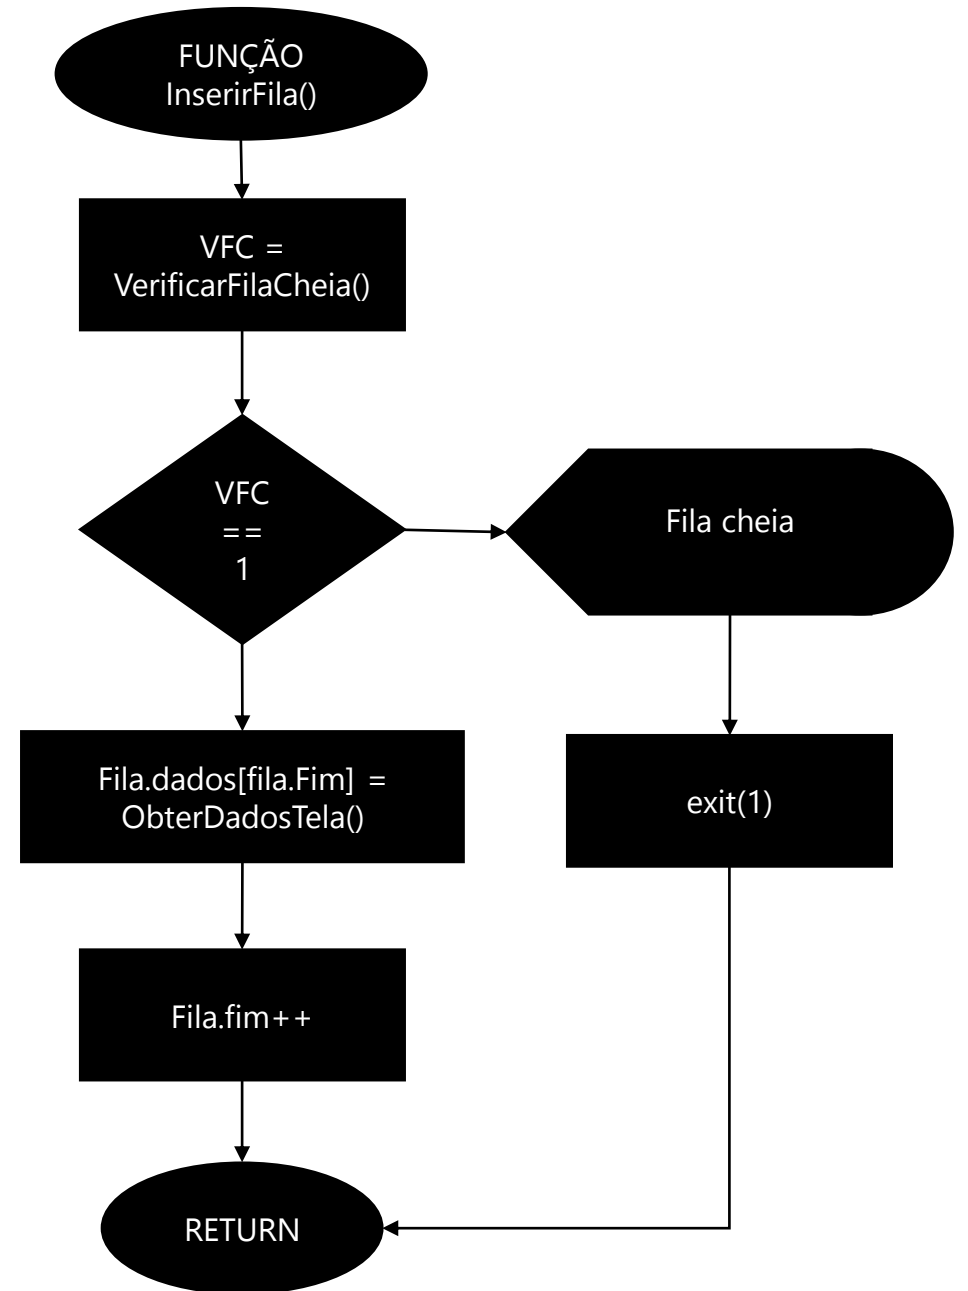 FUNÇÃO
InserirFila()
VFC =
VerificarFilaCheia()
VFC
==
1
Fila cheia
Fila.dados[fila.Fim] =
ObterDadosTela()
exit(1)
Fila.fim++
RETURN